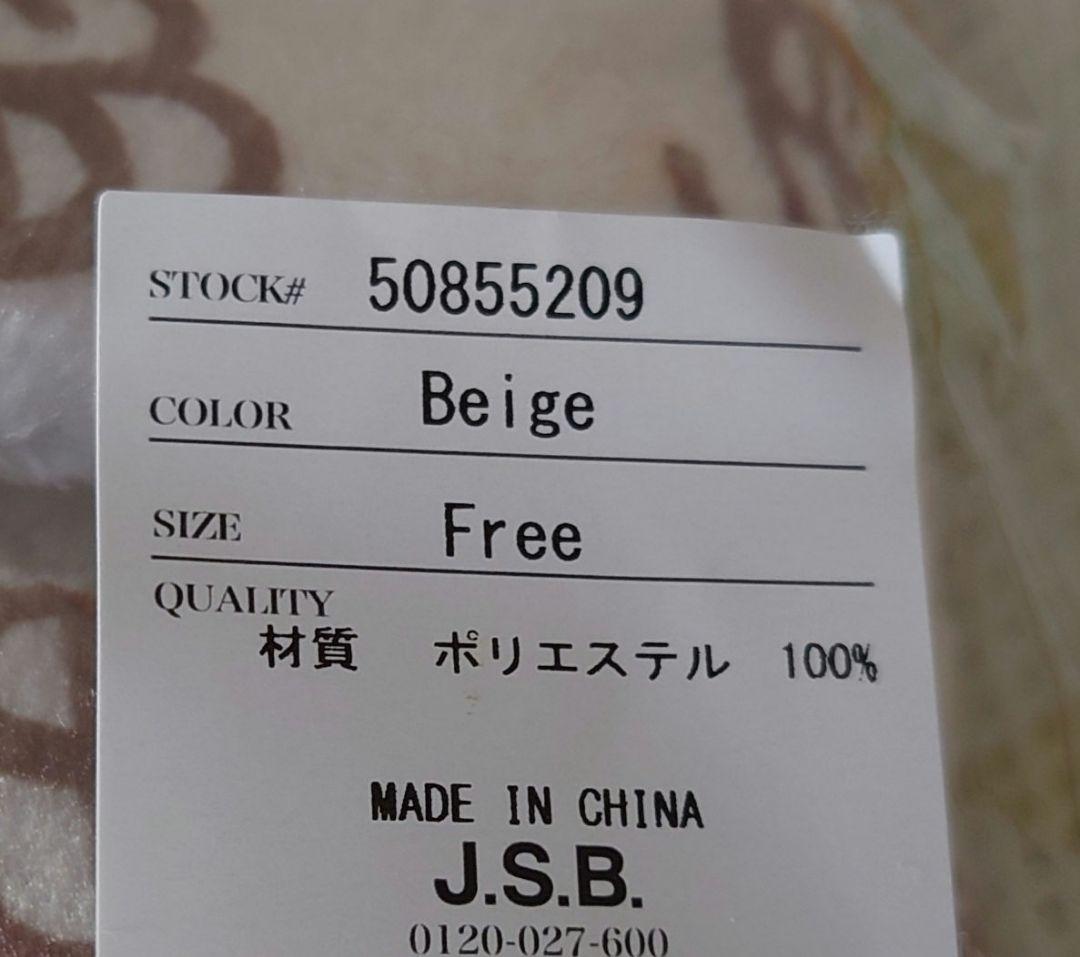 STOCK# 50855209
COLOR Beige
SIZE Free
QUALITY
材質 ポリエステル 100%
MADE IN CHINA
J.S.B.
0120-027-600